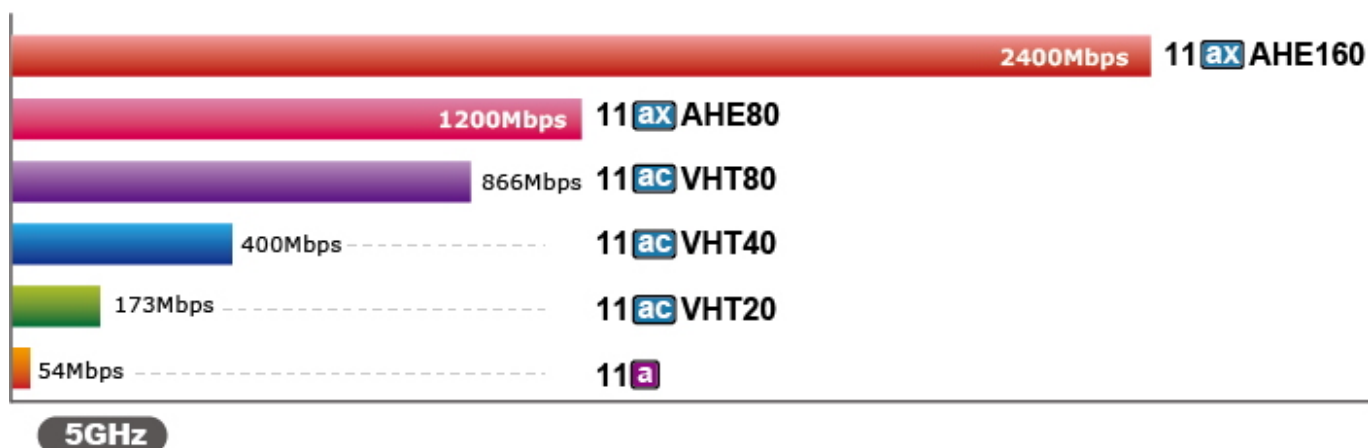 2400Mbps 11ax AHE160
1200Mbps 11ax AHE80
866Mbps 11ac VHT80
400Mbps 11ac VHT40
173Mbps 11ac VHT20
54Mbps 11a
5GHz